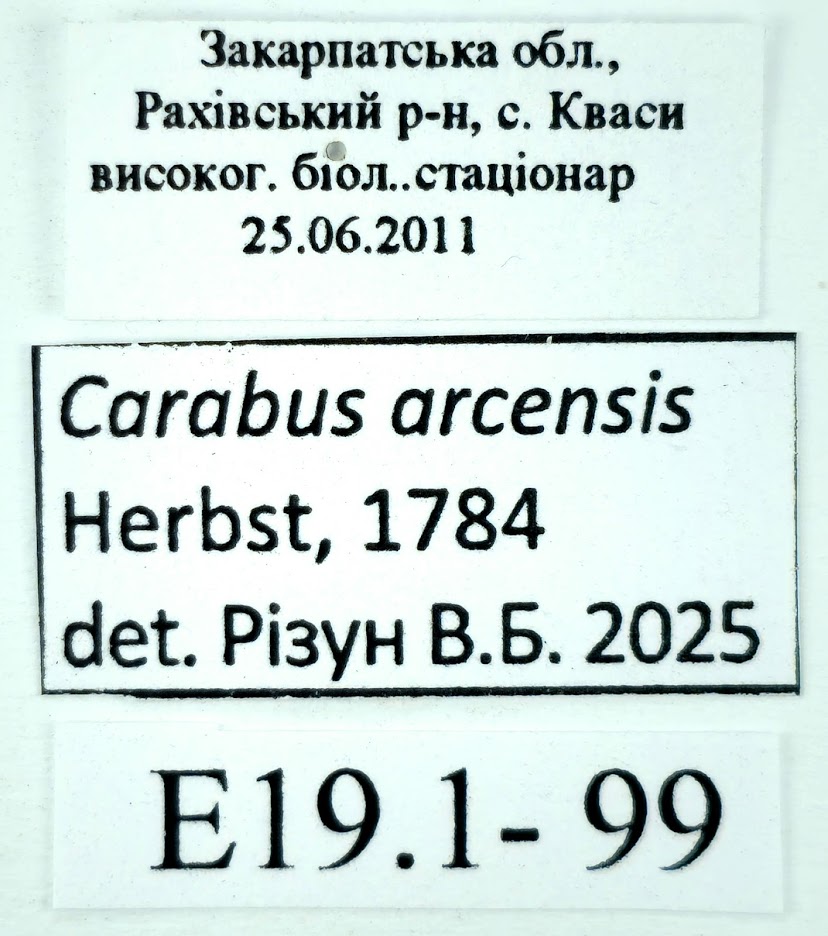 Закарпатська обл.,
Рахівський р-н, с. Кваси
високог. біол..стаціонар
25.06.2011
Carabus arcensis
Herbst, 1784
det. Різун В.Б. 2025
E19.1- 99